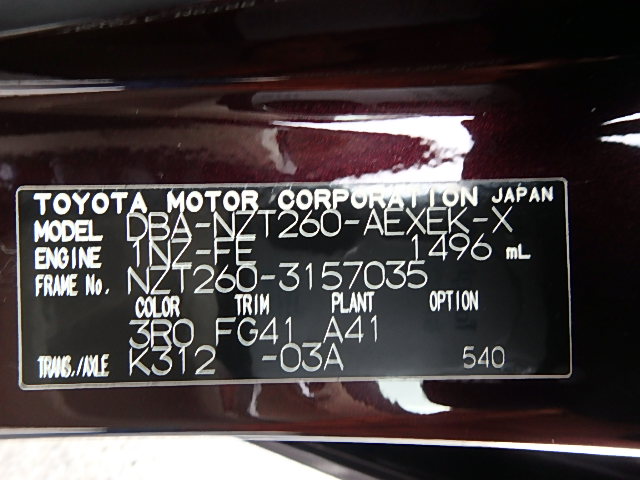 TOYOTA MOTOR CORPORATION JAPAN
MODEL DBA-NZT260-AEXEK-X
ENGINE 1NZ-FE 1496 mL
FRAME No. NZT260-3157035
COLOR TRIM PLANT OPTION
3R0 FG41 A41
TRANS./AXLE K312 -03A 540